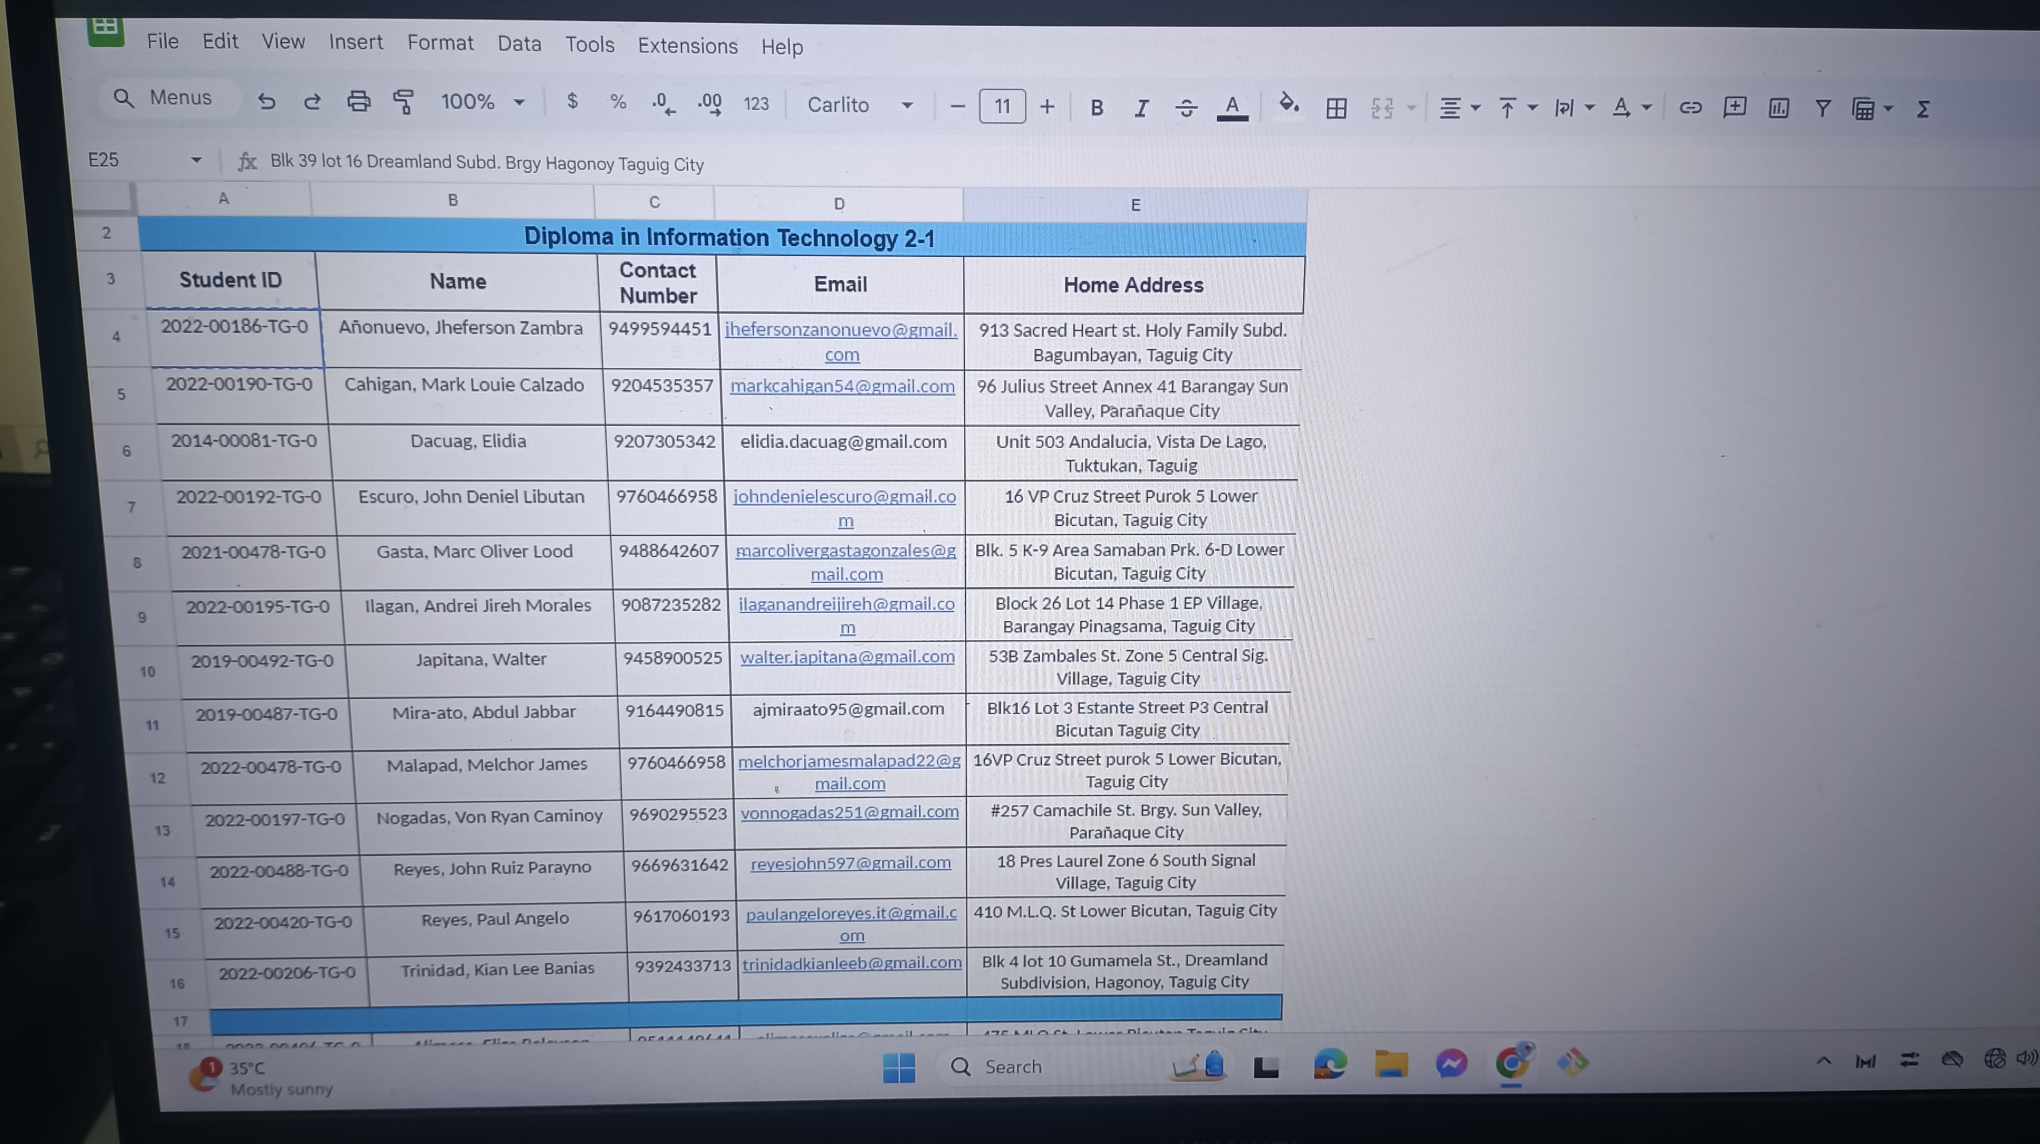 File Edit View Insert Format Data Tools Extensions Help
Menus 100% $ % .0 .00 123 Carlito 11 B I S A A Σ
E25 fx Blk 39 lot 16 Dreamland Subd. Brgy Hagonoy Taguig City
A B C D E
2 Diploma in Information Technology 2-1
3 Student ID Name Contact Number Email Home Address
4 2022-00186-TG-0 Añonuevo, Jheferson Zambra 9499594451 jhefersonzanonuevo@gmail.com 913 Sacred Heart st. Holy Family Subd. Bagumbayan, Taguig City
5 2022-00190-TG-0 Cahigan, Mark Louie Calzado 9204535357 markcahigan54@gmail.com 96 Julius Street Annex 41 Barangay Sun Valley, Parañaque City
6 2014-00081-TG-0 Dacuag, Elidia 9207305342 elidia.dacuag@gmail.com Unit 503 Andalucia, Vista De Lago, Tuktukan, Taguig
7 2022-00192-TG-0 Escuro, John Deniel Libutan 9760466958 johndenielescuro@gmail.com 16 VP Cruz Street Purok 5 Lower Bicutan, Taguig City
8 2021-00478-TG-0 Gasta, Marc Oliver Lood 9488642607 marcolivergastagonzales@gmail.com Blk. 5 K-9 Area Samaban Prk. 6-D Lower Bicutan, Taguig City
9 2022-00195-TG-0 Ilagan, Andrei Jireh Morales 9087235282 ilaganandreijireh@gmail.com Block 26 Lot 14 Phase 1 EP Village, Barangay Pinagsama, Taguig City
10 2019-00492-TG-0 Japitana, Walter 9458900525 walter.japitana@gmail.com 53B Zambales St. Zone 5 Central Sig. Village, Taguig City
11 2019-00487-TG-0 Mira-ato, Abdul Jabbar 9164490815 ajmiraato95@gmail.com Blk16 Lot 3 Estante Street P3 Central Bicutan Taguig City
12 2022-00478-TG-0 Malapad, Melchor James 9760466958 melchorjamesmalapad22@gmail.com 16VP Cruz Street purok 5 Lower Bicutan, Taguig City
13 2022-00197-TG-0 Nogadas, Von Ryan Caminoy 9690295523 vonnogadas251@gmail.com #257 Camachile St. Brgy. Sun Valley, Parañaque City
14 2022-00488-TG-0 Reyes, John Ruiz Parayno 9669631642 reyesjohn597@gmail.com 18 Pres Laurel Zone 6 South Signal Village, Taguig City
15 2022-00420-TG-0 Reyes, Paul Angelo 9617060193 paulangeloreyes.it@gmail.com 410 M.L.Q. St Lower Bicutan, Taguig City
16 2022-00206-TG-0 Trinidad, Kian Lee Banias 9392433713 trinidadkianleeb@gmail.com Blk 4 lot 10 Gumamela St., Dreamland Subdivision, Hagonoy, Taguig City
17
1 35°C Search
Mostly sunny